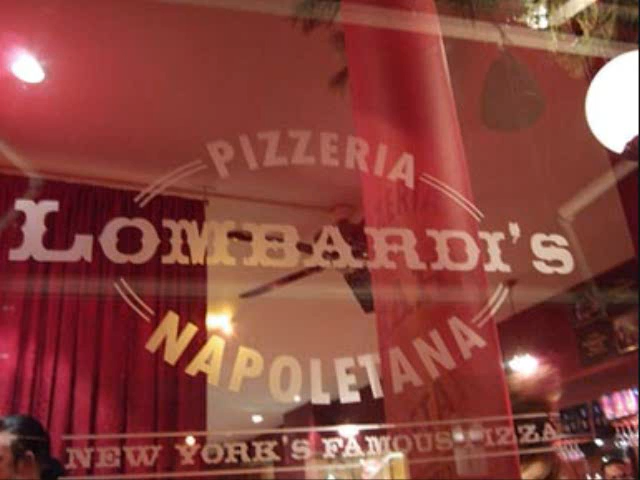 PIZZERIA
LOMBARDI'S
NAPOLETANA
NEW YORK'S FAMOUS PIZZA